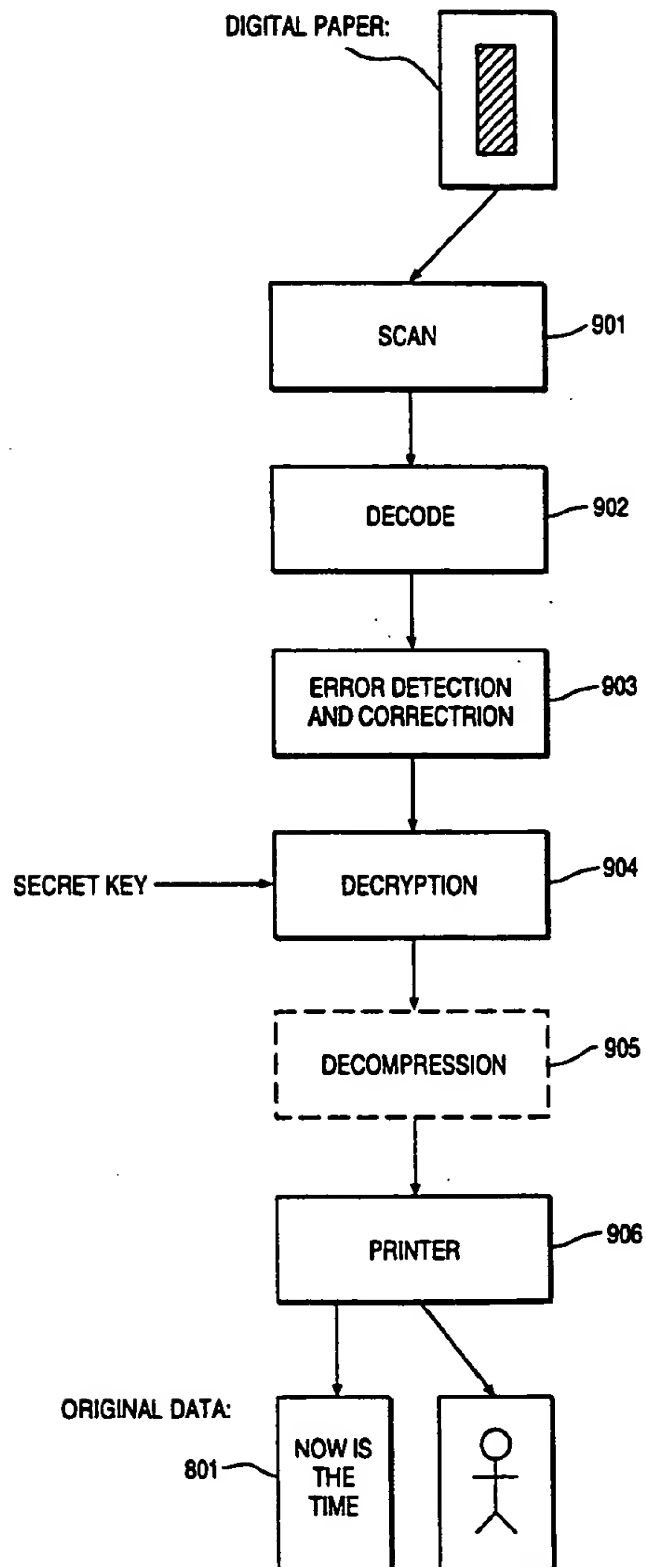 DIGITAL PAPER:
SCAN
901
DECODE
902
ERROR DETECTION
AND CORRECTRION
903
SECRET KEY
DECRYPTION
904
DECOMPRESSION
905
PRINTER
906
ORIGINAL DATA:
801
NOW IS
THE
TIME